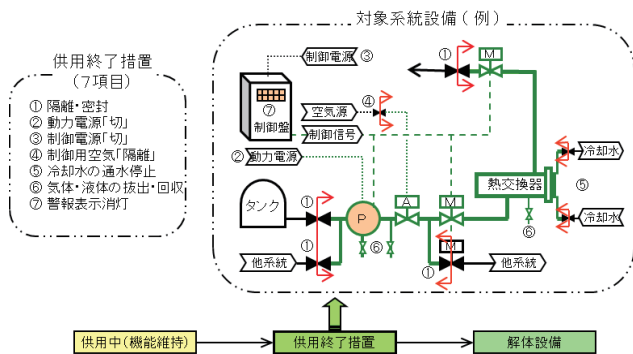 対象系統設備(例)
供用終了措置
(7項目)
① 隔離・密封
② 動力電源「切」
③ 制御電源「切」
④ 制御用空気「隔離」
⑤ 冷却水の通水停止
⑥ 気体・液体の抜出・回収
⑦ 警報表示消灯
制御電源 ③
⑦
制御盤
空気源
④
制御信号
② 動力電源
①
M
タンク
①
P
A
M
熱交換器
冷却水
⑤
冷却水
⑥
①
⑥
M
①
他系統
他系統
供用中(機能維持)
供用終了措置
解体設備